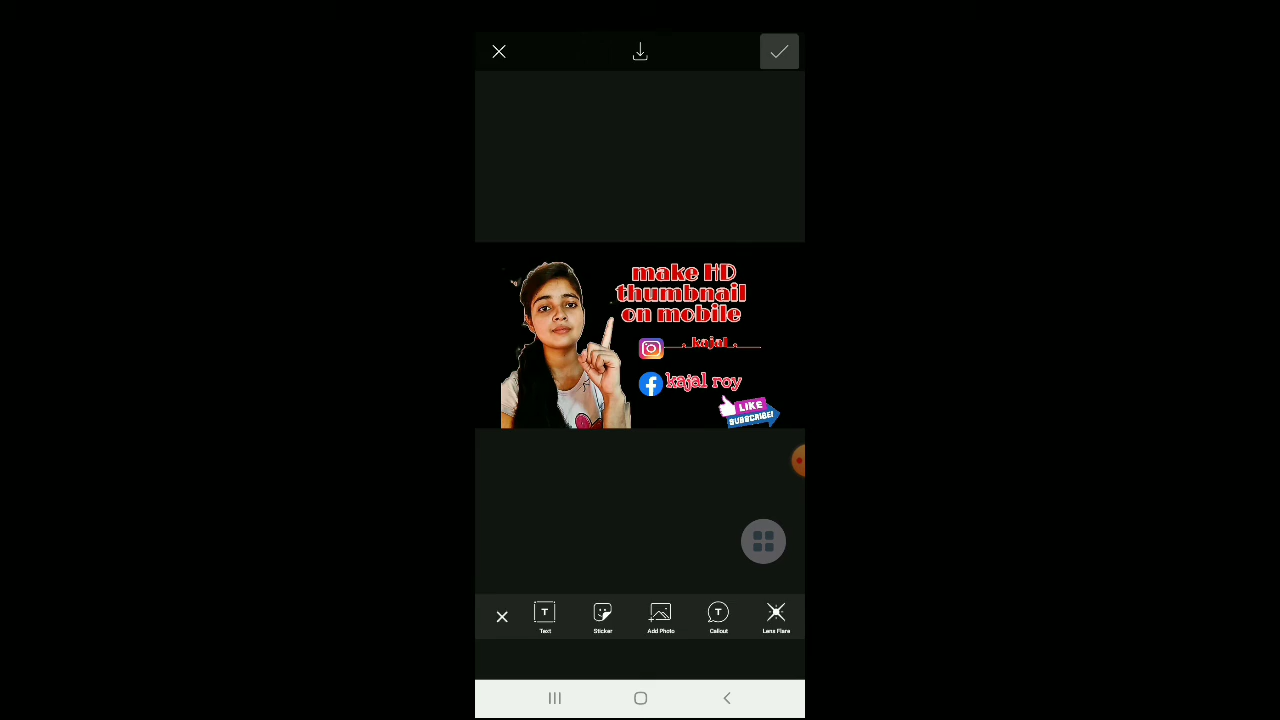 make HD
thumbnail
on mobile
kajal
kajal roy
LIKE
SUBSCRIBE!
Text
Sticker
Add Photo
Callout
Lens Flare